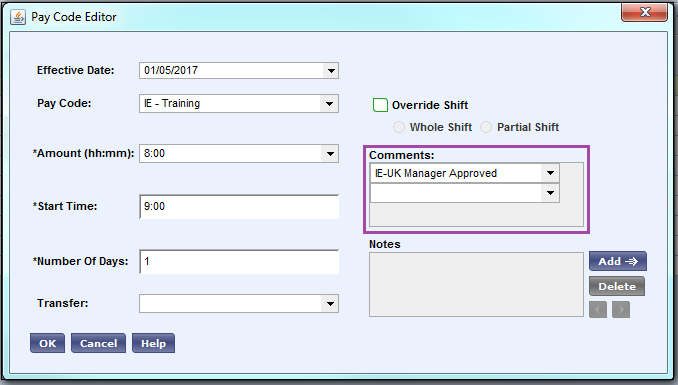 Pay Code Editor
Effective Date: 01/05/2017
Pay Code: IE - Training
Override Shift
Whole Shift Partial Shift
*Amount (hh:mm): 8:00
Comments:
IE-UK Manager Approved
*Start Time: 9:00
Notes
*Number Of Days: 1
Add
Delete
Transfer:
OK Cancel Help